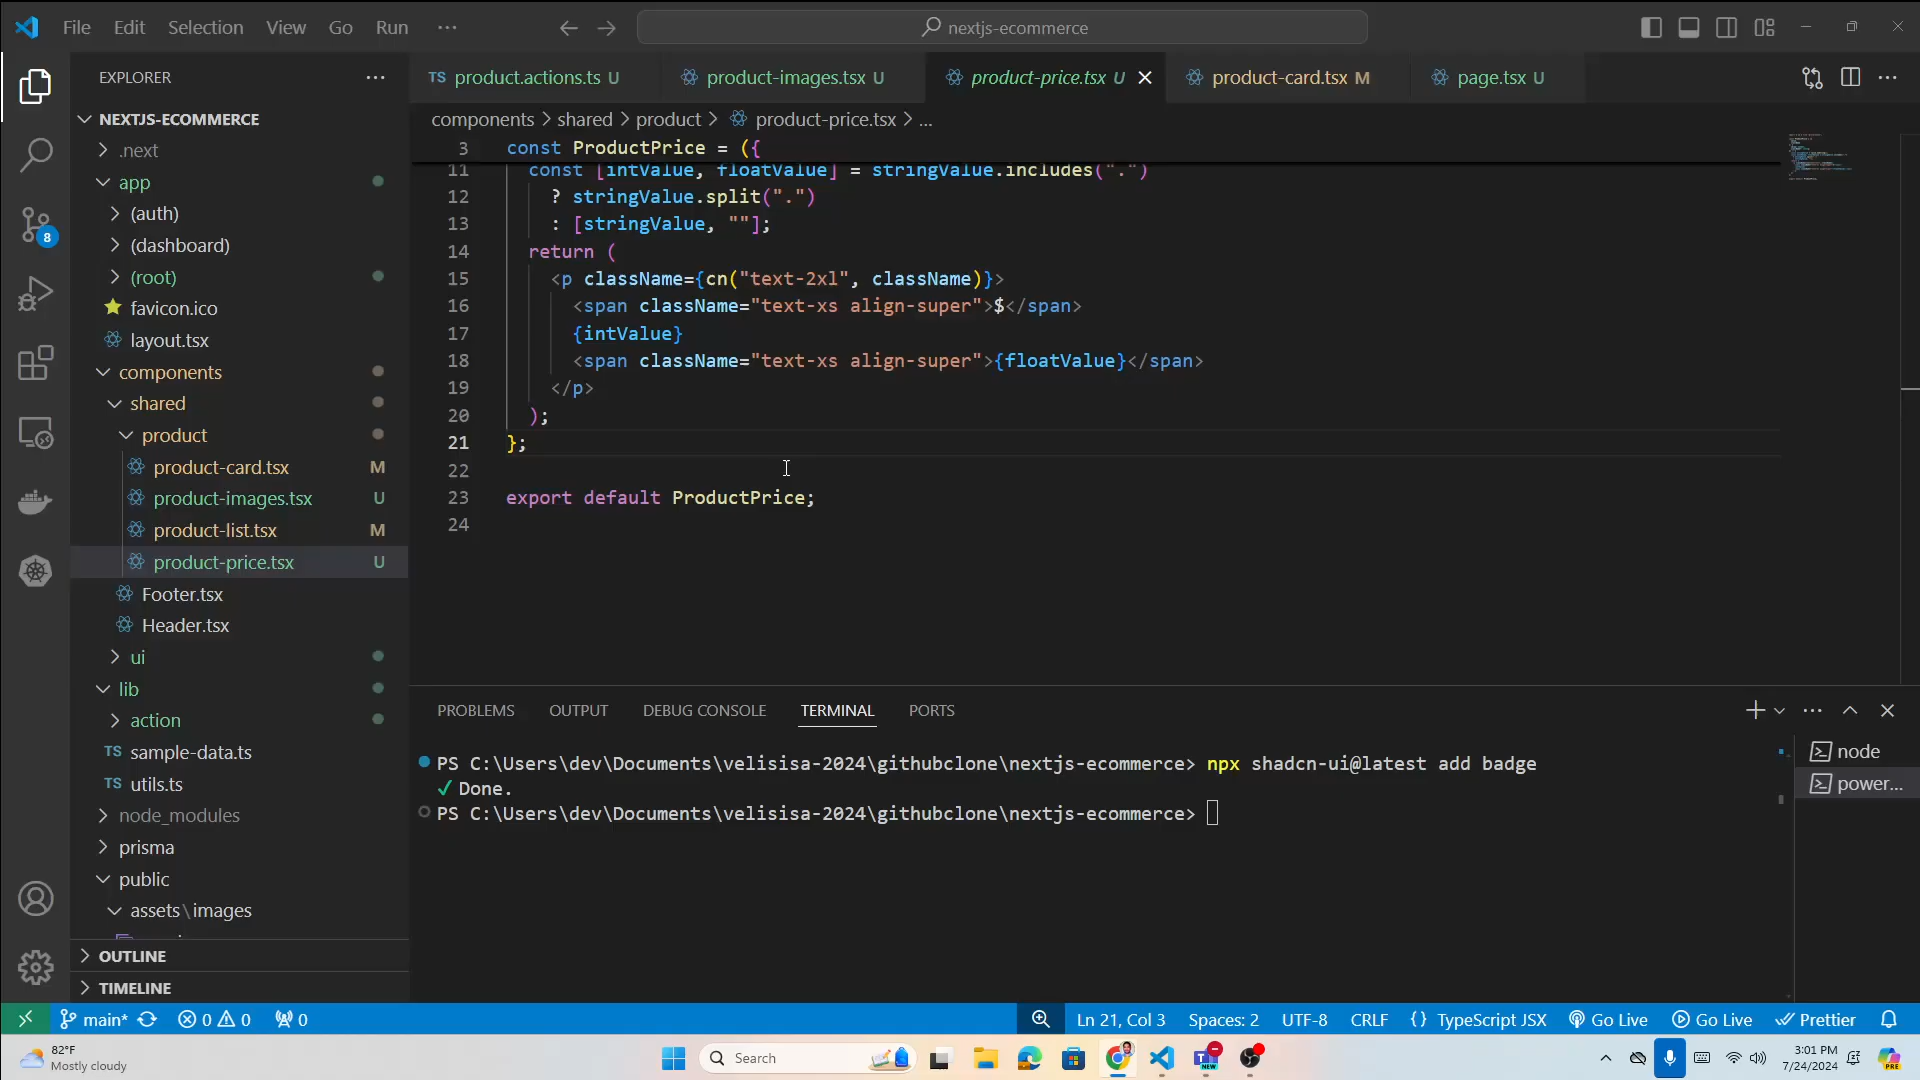 File Edit Selection View Go Run ···
nextjs-ecommerce
EXPLORER
NEXTJS-ECOMMERCE
.next
app
(auth)
(dashboard)
(root)
favicon.ico
layout.tsx
components
shared
product
product-card.tsx M
product-images.tsx U
product-list.tsx M
product-price.tsx U
Footer.tsx
Header.tsx
ui
lib
action
TS sample-data.ts
TS utils.ts
node_modules
prisma
public
assets\images
OUTLINE
TIMELINE
8
TS product.actions.ts U product-images.tsx U product-price.tsx U product-card.tsx M page.tsx U
components > shared > product > product-price.tsx > ...
3 const ProductPrice = ({
11 const [intValue, floatValue] = stringValue.includes(".")
12 ? stringValue.split(".")
13 : [stringValue, ""];
14 return (
15 <p className={cn("text-2xl", className)}>
16 <span className="text-xs align-super">$</span>
17 {intValue}
18 <span className="text-xs align-super">{floatValue}</span>
19 </p>
20 );
21 };
22
23 export default ProductPrice;
24
PROBLEMS OUTPUT DEBUG CONSOLE TERMINAL PORTS
PS C:\Users\dev\Documents\velisisa-2024\githubclone\nextjs-ecommerce> npx shadcn-ui@latest add badge
✓ Done.
PS C:\Users\dev\Documents\velisisa-2024\githubclone\nextjs-ecommerce>
node
power...
main* 0 0 0 Ln 21, Col 3 Spaces: 2 UTF-8 CRLF {} TypeScript JSX Go Live Go Live Prettier
82°F
Mostly cloudy
Search
NEW
3:01 PM
7/24/2024
PRE